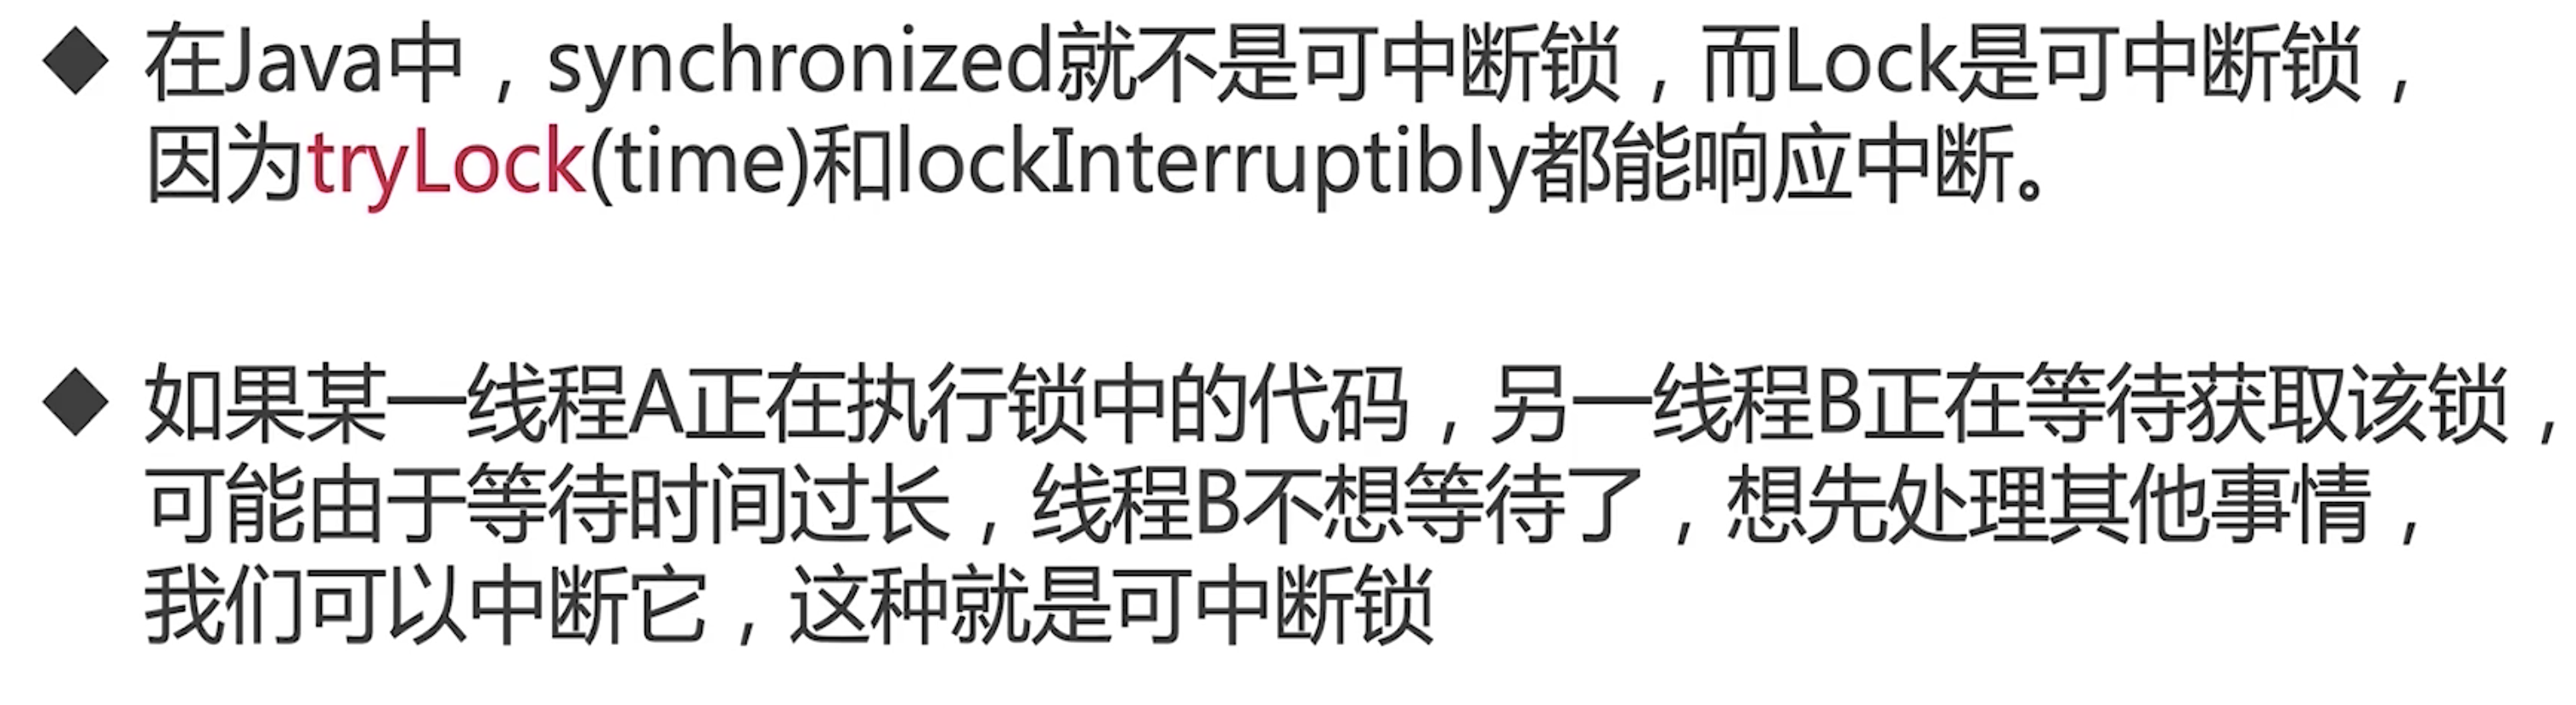 ◆ 在Java中，synchronized就不是可中断锁，而Lock是可中断锁，
因为tryLock(time)和lockInterruptibly都能响应中断。
◆ 如果某一线程A正在执行锁中的代码，另一线程B正在等待获取该锁，
可能由于等待时间过长，线程B不想等待了，想先处理其他事情，
我们可以中断它，这种就是可中断锁